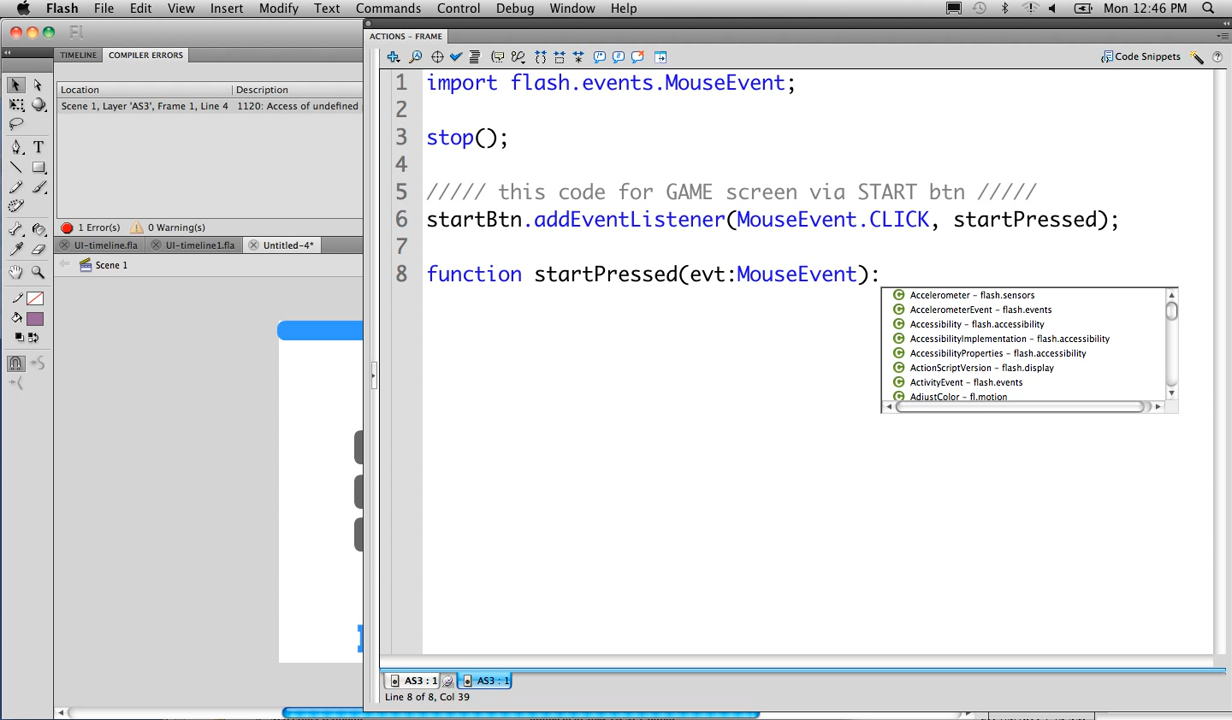 Flash File Edit View Insert Modify Text Commands Control Debug Window Help Mon 12:46 PM
Fl
TIMELINE COMPILER ERRORS
Location Description
Scene 1, Layer 'AS3', Frame 1, Line 4 1120: Access of undefined
1 Error(s) 0 Warning(s)
UI-timeline.fla UI-timeline1.fla Untitled-4*
Scene 1
ACTIONS – FRAME
Code Snippets
1 import flash.events.MouseEvent;
2
3 stop();
4
5 ///// this code for GAME screen via START btn /////
6 startBtn.addEventListener(MouseEvent.CLICK, startPressed);
7
8 function startPressed(evt:MouseEvent):
Accelerometer – flash.sensors
AccelerometerEvent – flash.events
Accessibility – flash.accessibility
AccessibilityImplementation – flash.accessibility
AccessibilityProperties – flash.accessibility
ActionScriptVersion – flash.display
ActivityEvent – flash.events
AdjustColor – fl.motion
AS3 : 1 AS3 : 1
Line 8 of 8, Col 39